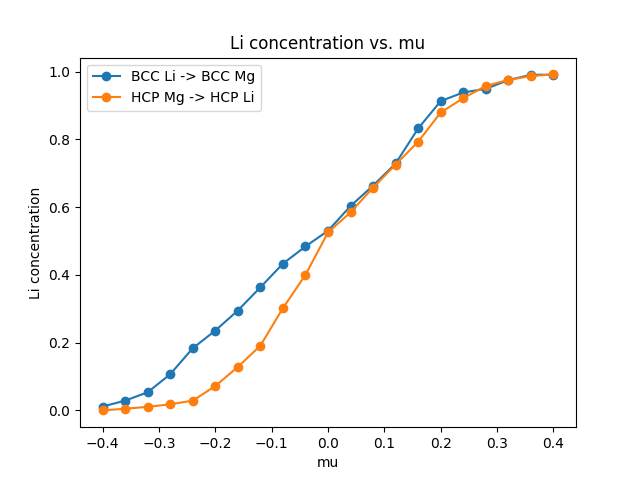 Li concentration vs. mu
BCC Li -> BCC Mg
HCP Mg -> HCP Li
Li concentration
1.0
0.8
0.6
0.4
0.2
0.0
−0.4 −0.3 −0.2 −0.1 0.0 0.1 0.2 0.3 0.4
mu